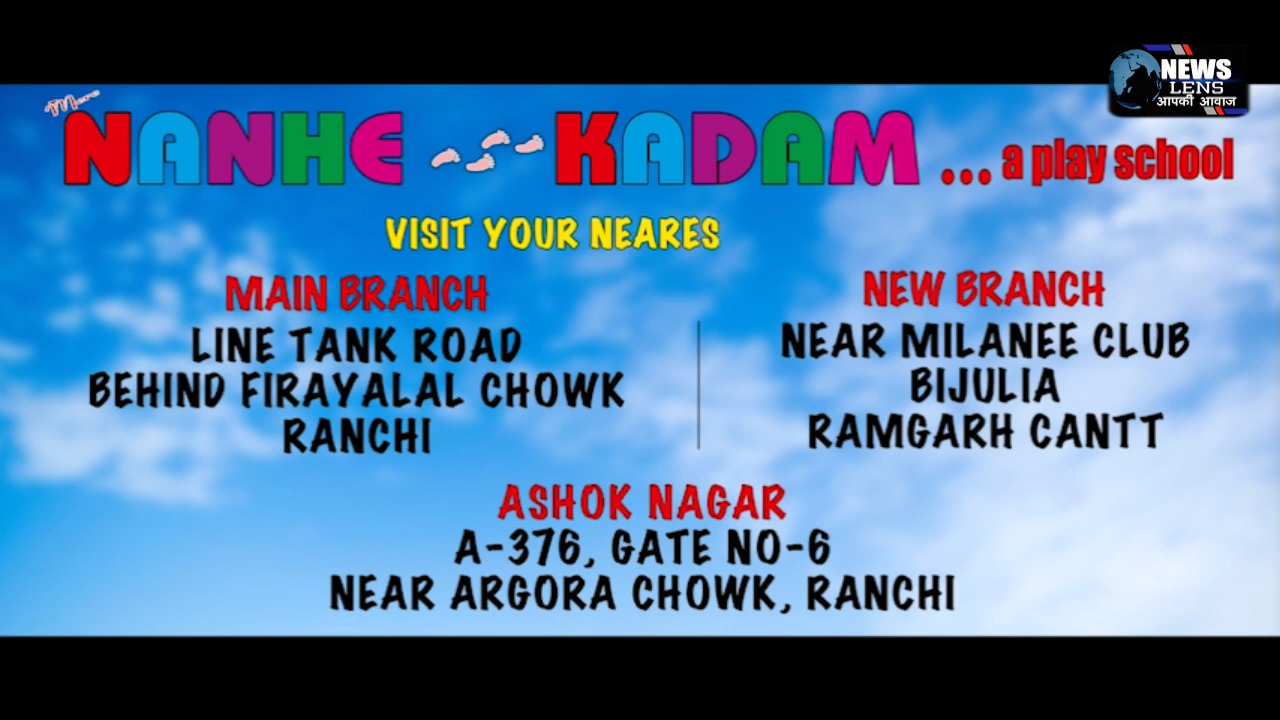 Mere
NANHE KADAM ... a play school
NEWS
LENS
आपकी आवाज
VISIT YOUR NEARES
MAIN BRANCH
LINE TANK ROAD
BEHIND FIRAYALAL CHOWK
RANCHI
NEW BRANCH
NEAR MILANEE CLUB
BIJULIA
RAMGARH CANTT
ASHOK NAGAR
A-376, GATE NO-6
NEAR ARGORA CHOWK, RANCHI